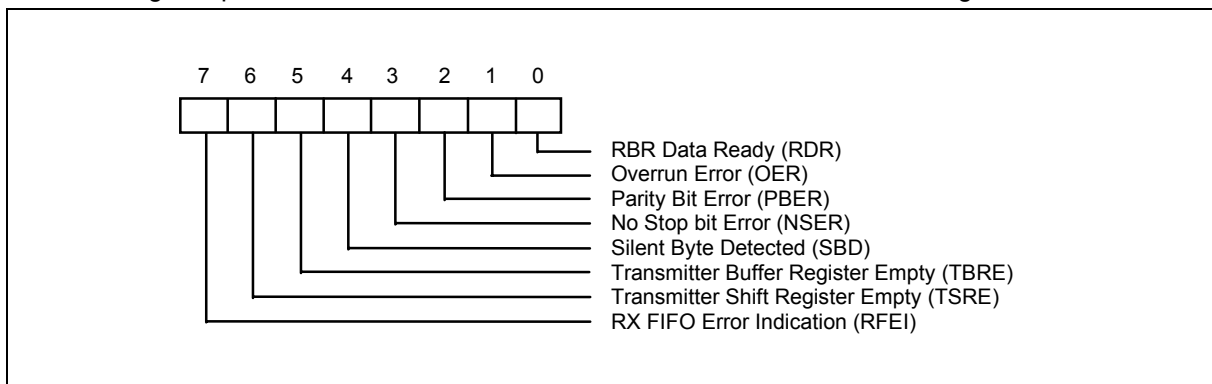 7 6 5 4 3 2 1 0
RBR Data Ready (RDR)
Overrun Error (OER)
Parity Bit Error (PBER)
No Stop bit Error (NSER)
Silent Byte Detected (SBD)
Transmitter Buffer Register Empty (TBRE)
Transmitter Shift Register Empty (TSRE)
RX FIFO Error Indication (RFEI)